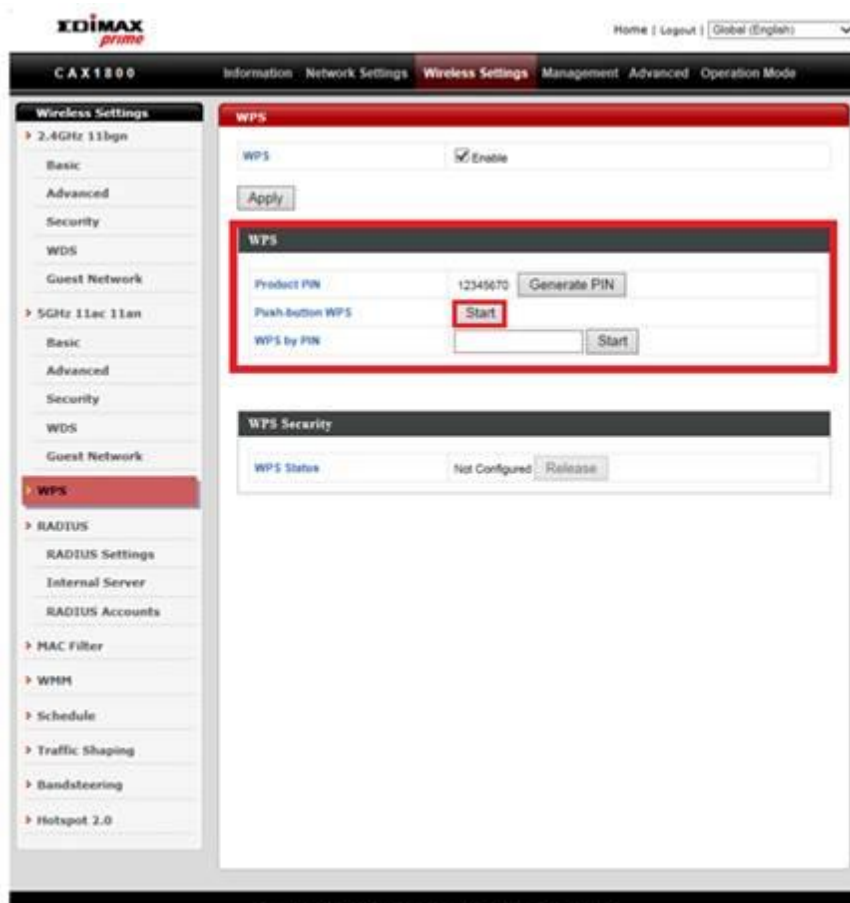 EDIMAX
prime
Home | Logout | Global (English)
CAX1800
Information Network Settings Wireless Settings Management Advanced Operation Mode
Wireless Settings
2.4GHz 11bgn
Basic
Advanced
Security
WDS
Guest Network
5GHz 11ac 11an
Basic
Advanced
Security
WDS
Guest Network
WPS
RADIUS
RADIUS Settings
Internal Server
RADIUS Accounts
MAC Filter
WMM
Schedule
Traffic Shaping
Bandsteering
Hotspot 2.0
WPS
WPS Enable
Apply
WPS
Product PIN 12345670 Generate PIN
Push-button WPS Start
WPS by PIN Start
WPS Security
WPS Status Not Configured Release